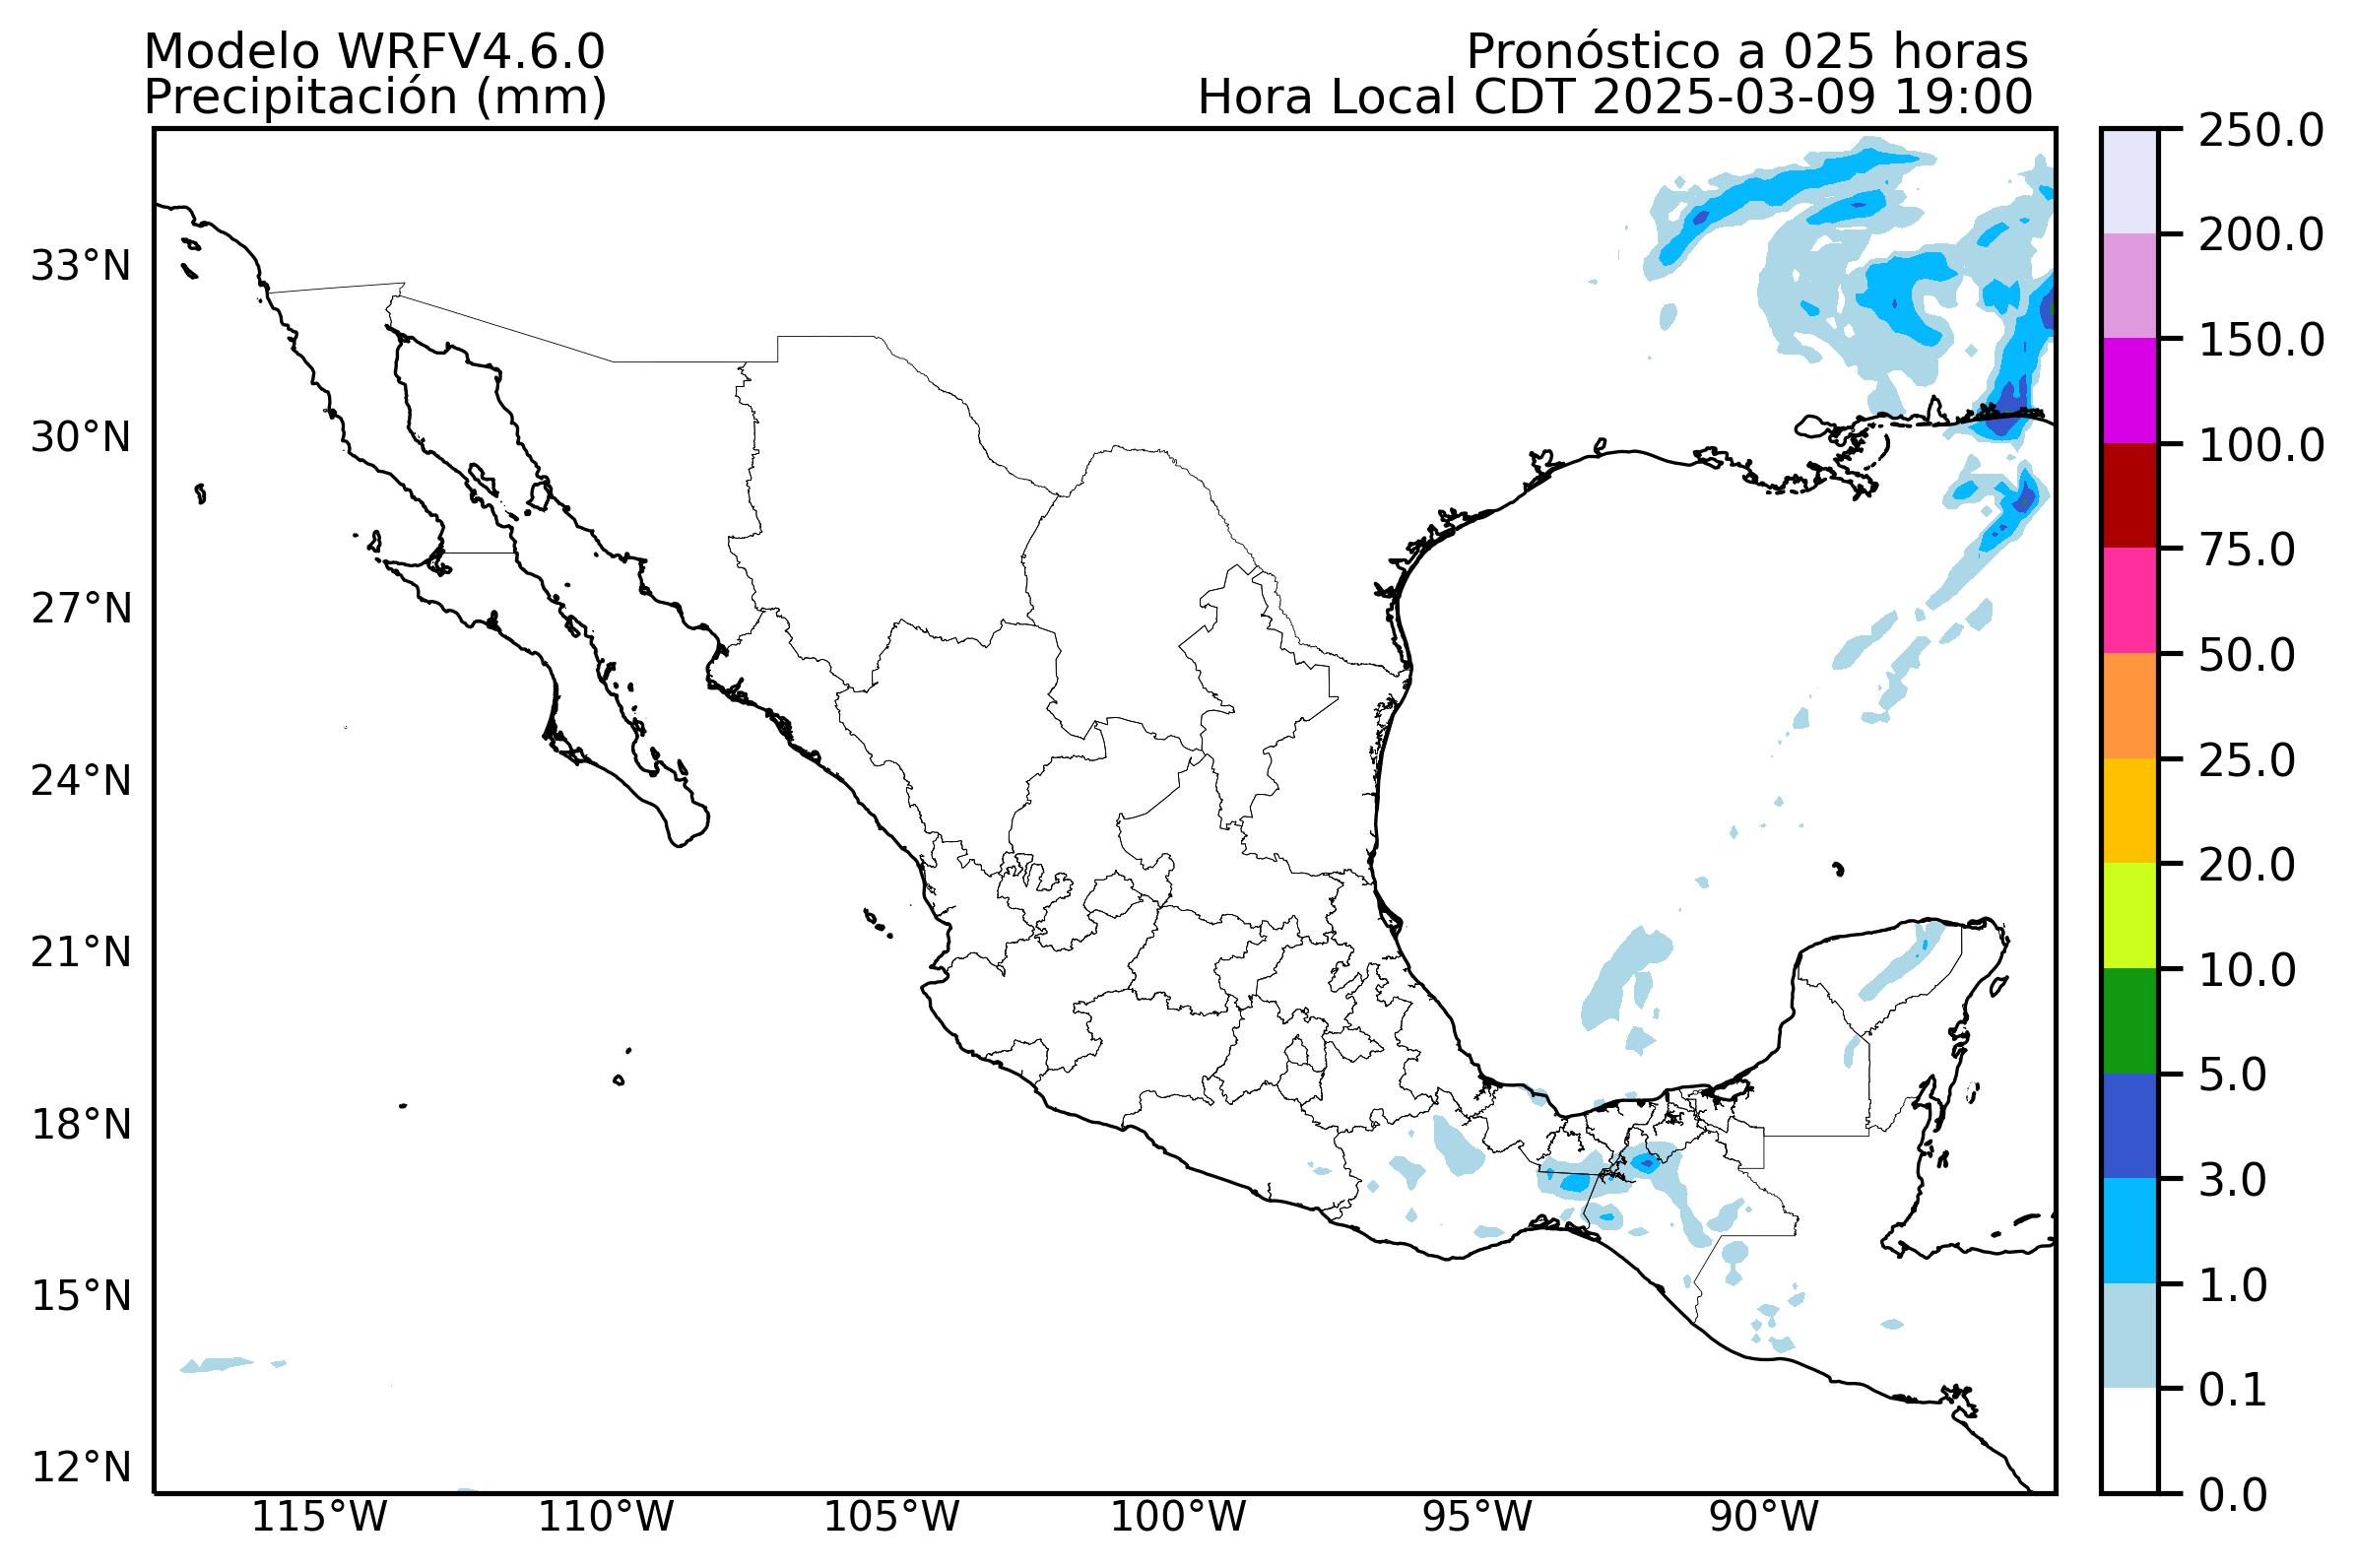 Modelo WRFV4.6.0
Precipitación (mm)
Pronóstico a 025 horas
Hora Local CDT 2025-03-09 19:00
33°N
30°N
27°N
24°N
21°N
18°N
15°N
12°N
115°W
110°W
105°W
100°W
95°W
90°W
250.0
200.0
150.0
100.0
75.0
50.0
25.0
20.0
10.0
5.0
3.0
1.0
0.1
0.0